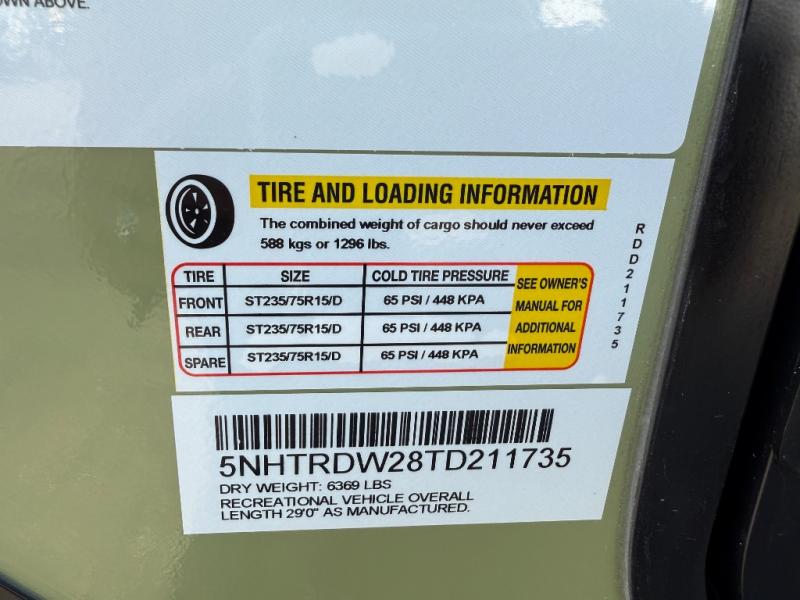 OWN ABOVE.
TIRE AND LOADING INFORMATION
The combined weight of cargo should never exceed
588 kgs or 1296 lbs.
TIRE SIZE COLD TIRE PRESSURE
FRONT ST235/75R15/D 65 PSI / 448 KPA
REAR ST235/75R15/D 65 PSI / 448 KPA
SPARE ST235/75R15/D 65 PSI / 448 KPA
SEE OWNER'S
MANUAL FOR
ADDITIONAL
INFORMATION
RDD211735
5NHTRDW28TD211735
DRY WEIGHT: 6369 LBS
RECREATIONAL VEHICLE OVERALL
LENGTH 29'0" AS MANUFACTURED.